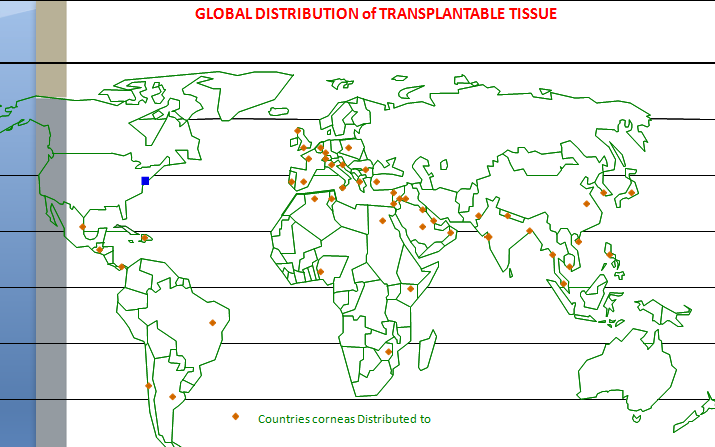 GLOBAL DISTRIBUTION of TRANSPLANTABLE TISSUE
Countries corneas Distributed to